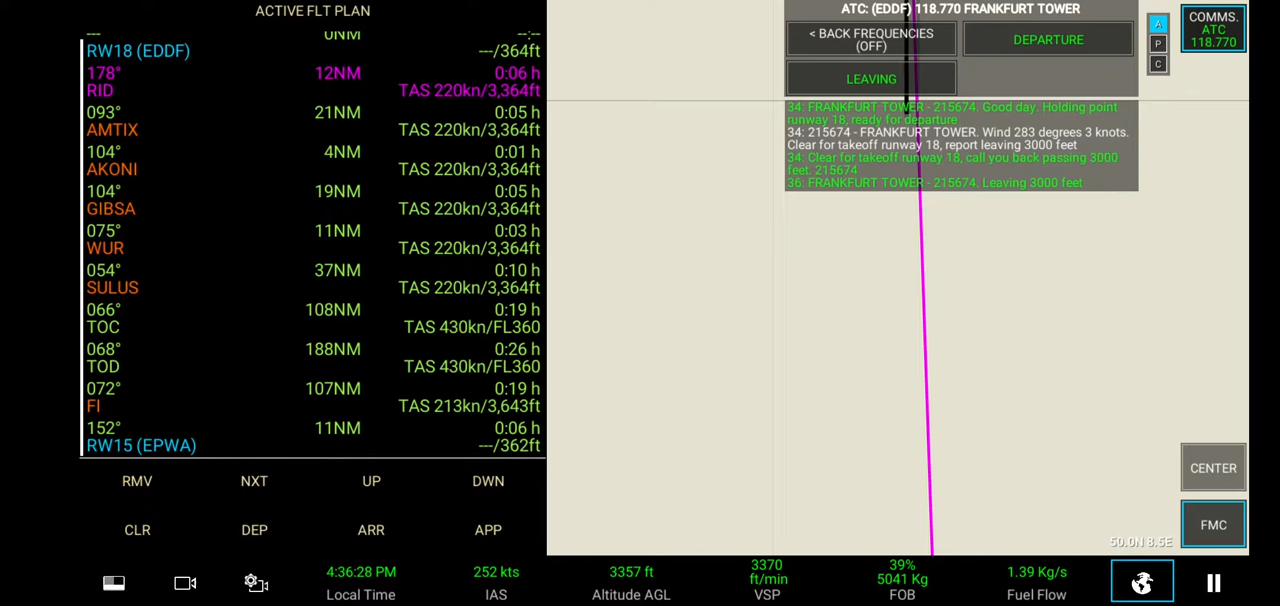 ACTIVE FLT PLAN
--- 0NM --:--
RW18 (EDDF) ---/364ft
178° 12NM 0:06 h
RID TAS 220kn/3,364ft
093° 21NM 0:05 h
AMTIX TAS 220kn/3,364ft
104° 4NM 0:01 h
AKONI TAS 220kn/3,364ft
104° 19NM 0:05 h
GIBSA TAS 220kn/3,364ft
075° 11NM 0:03 h
WUR TAS 220kn/3,364ft
054° 37NM 0:10 h
SULUS TAS 220kn/3,364ft
066° 108NM 0:19 h
TOC TAS 430kn/FL360
068° 188NM 0:26 h
TOD TAS 430kn/FL360
072° 107NM 0:19 h
FI TAS 213kn/3,643ft
152° 11NM 0:06 h
RW15 (EPWA) ---/362ft
RMV NXT UP DWN
CLR DEP ARR APP
ATC: (EDDF) 118.770 FRANKFURT TOWER
< BACK FREQUENCIES
(OFF)
DEPARTURE
LEAVING
34: FRANKFURT TOWER - 215674. Good day. Holding point
runway 18, ready for departure
34: 215674 - FRANKFURT TOWER. Wind 283 degrees 3 knots.
Clear for takeoff runway 18, report leaving 3000 feet
34: Clear for takeoff runway 18, call you back passing 3000
feet. 215674
36: FRANKFURT TOWER - 215674. Leaving 3000 feet
A
P
C
COMMS.
ATC
118.770
CENTER
FMC
50.0N 8.5E
4:36:28 PM
Local Time
252 kts
IAS
3357 ft
Altitude AGL
3370
ft/min
VSP
39%
5041 Kg
FOB
1.39 Kg/s
Fuel Flow